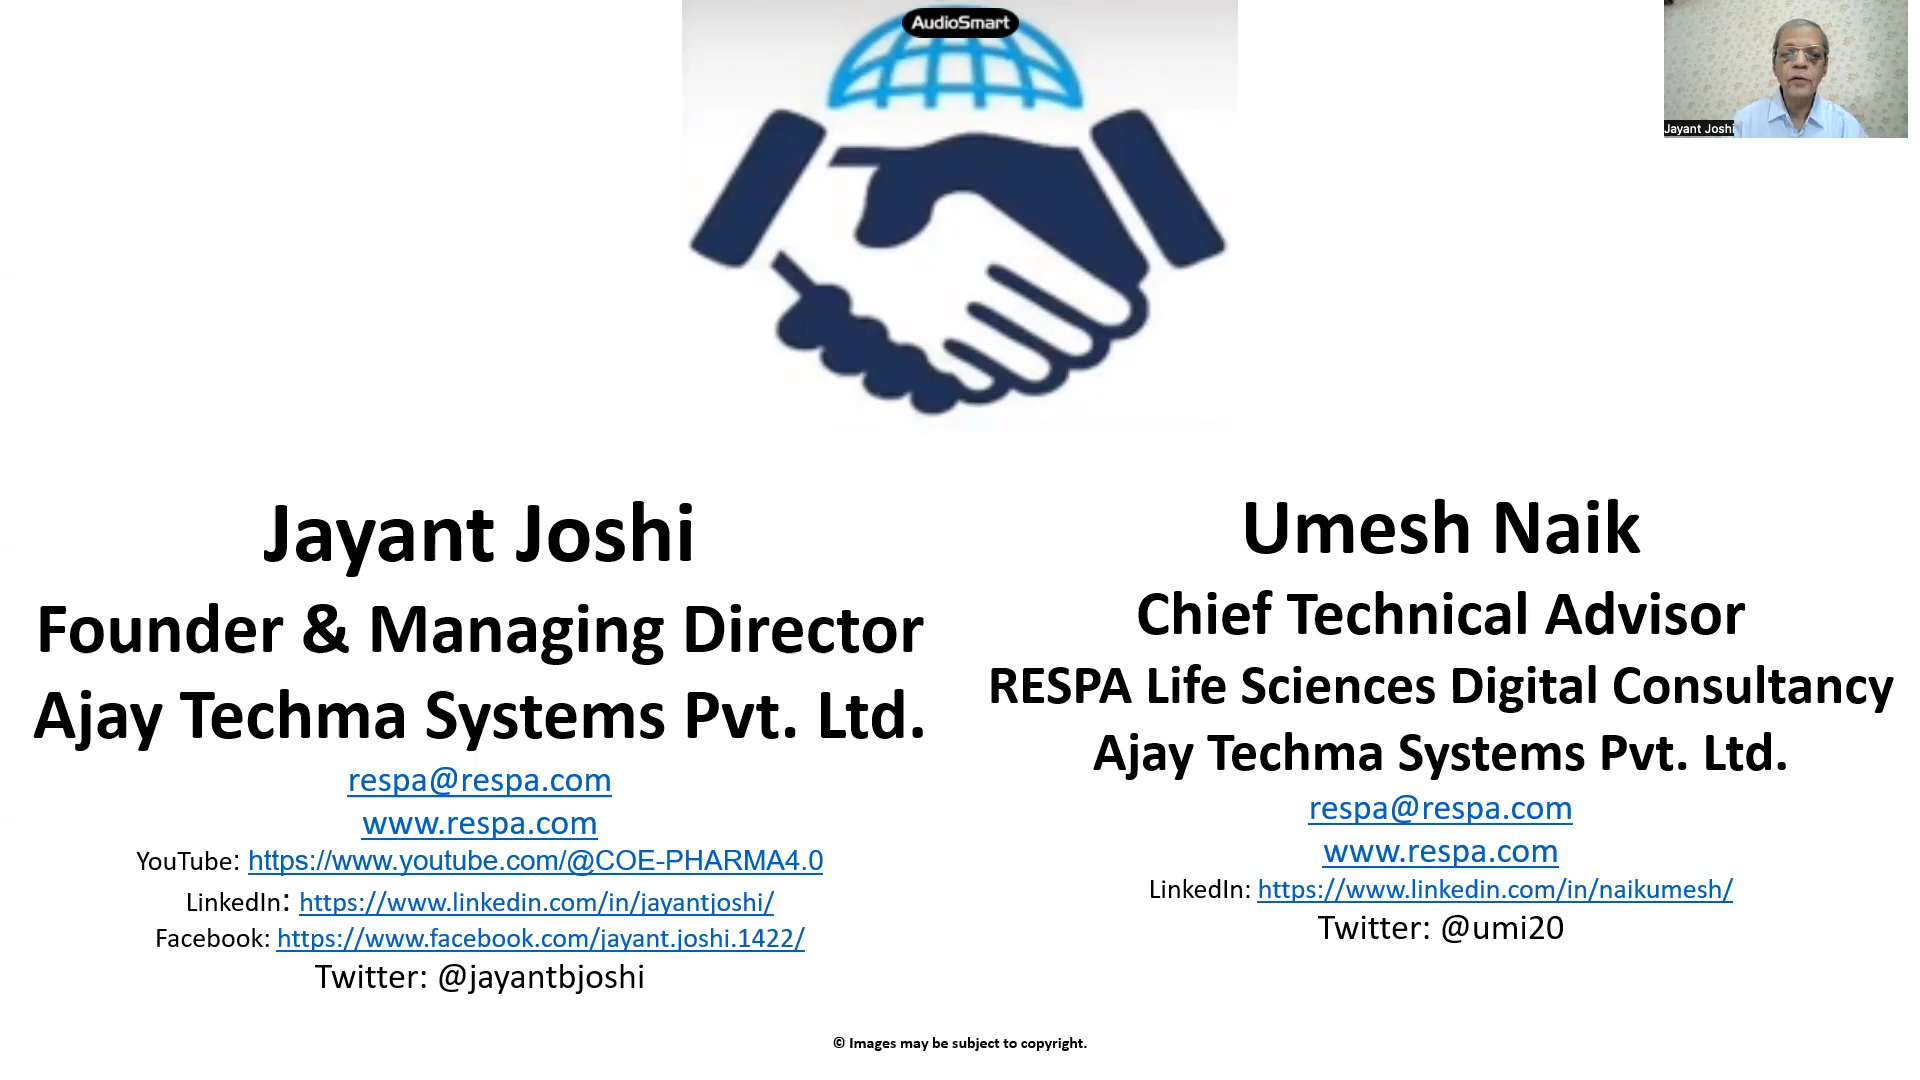 AudioSmart
Jayant Joshi
Jayant Joshi
Founder & Managing Director
Ajay Techma Systems Pvt. Ltd.
respa@respa.com
www.respa.com
YouTube: https://www.youtube.com/@COE-PHARMA4.0
LinkedIn: https://www.linkedin.com/in/jayantjoshi/
Facebook: https://www.facebook.com/jayant.joshi.1422/
Twitter: @jayantbjoshi
Umesh Naik
Chief Technical Advisor
RESPA Life Sciences Digital Consultancy
Ajay Techma Systems Pvt. Ltd.
respa@respa.com
www.respa.com
LinkedIn: https://www.linkedin.com/in/naikumesh/
Twitter: @umi20
© Images may be subject to copyright.